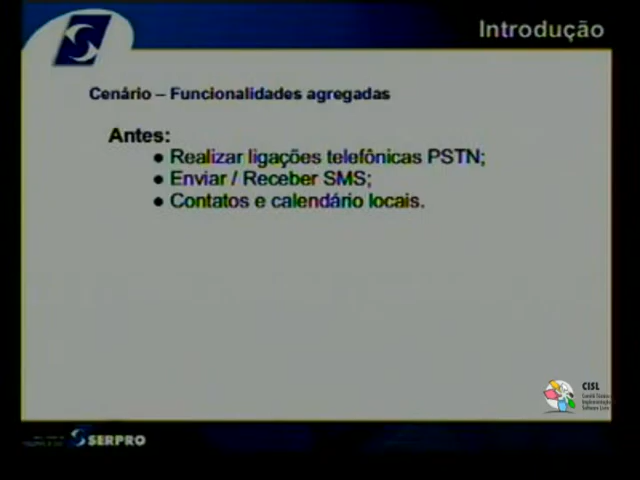 Introdução
Cenário – Funcionalidades agregadas
Antes:
● Realizar ligações telefônicas PSTN;
● Enviar / Receber SMS;
● Contatos e calendário locais.
CISL
SERPRO